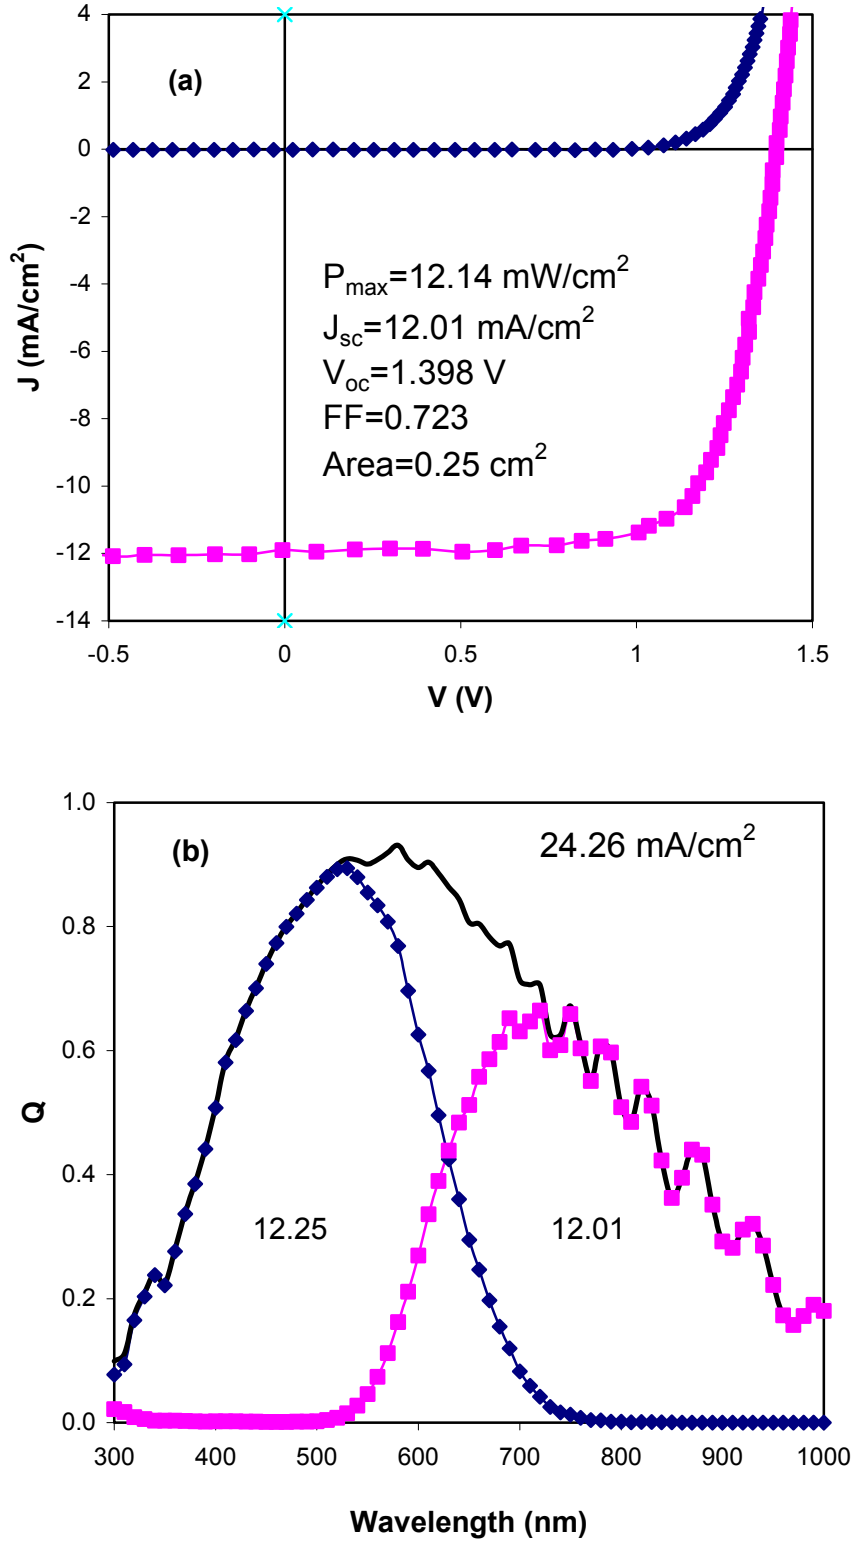 4
2
0
-2
-4
-6
-8
-10
-12
-14
-0.5 0 0.5 1 1.5
V (V)
J (mA/cm²)
(a)
Pmax=12.14 mW/cm²
Jsc=12.01 mA/cm²
Voc=1.398 V
FF=0.723
Area=0.25 cm²
1.0
0.8
0.6
0.4
0.2
0.0
300 400 500 600 700 800 900 1000
Wavelength (nm)
Q
(b)
24.26 mA/cm²
12.25
12.01